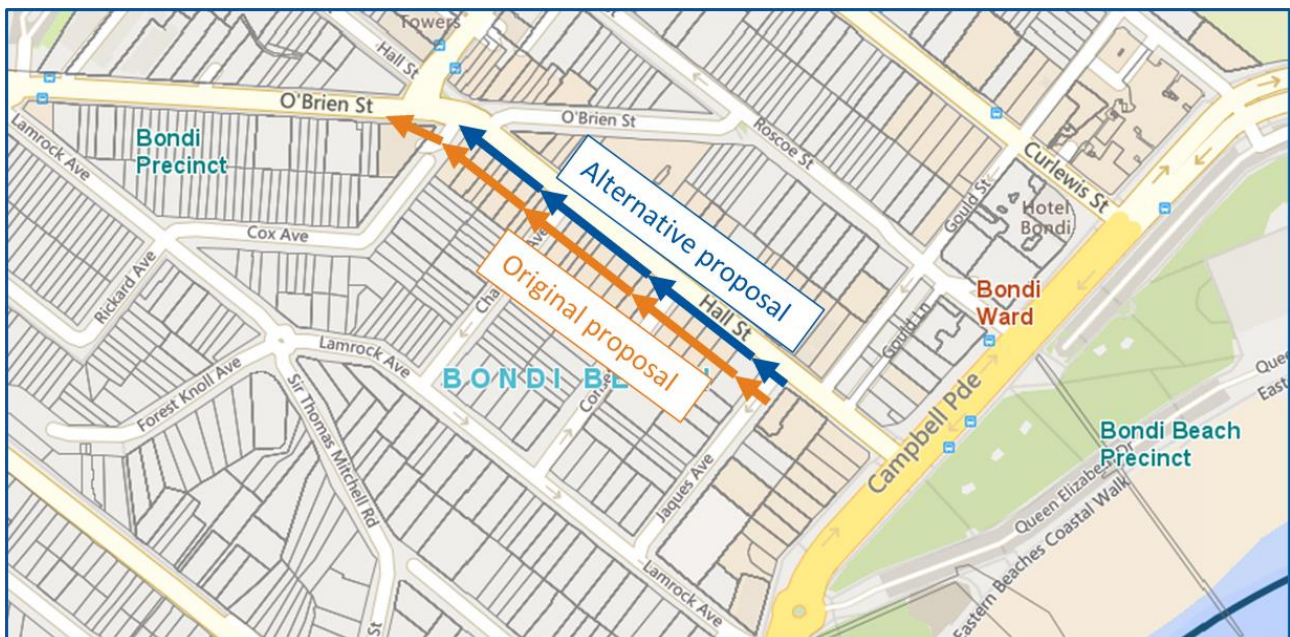 Towers
Hall St
O'Brien St
O'Brien St
Roscoe St
Lamrock Ave
Bondi
Precinct
Alternative proposal
Gould St
Curlewis St
Hotel
Bondi
Cox Ave
Rickard Ave
Original proposal
Hall St
Bondi
Ward
Gould Ln
Lamrock Ave
BONDI BE
Forest Knoll Ave
Sir Thomas Mitchell Rd
Jaques Ave
Campbell Pde
Bondi Beach
Precinct
Queen Elizabeth Dr
Eastern Beaches Coastal Walk
Lamrock Ave
St